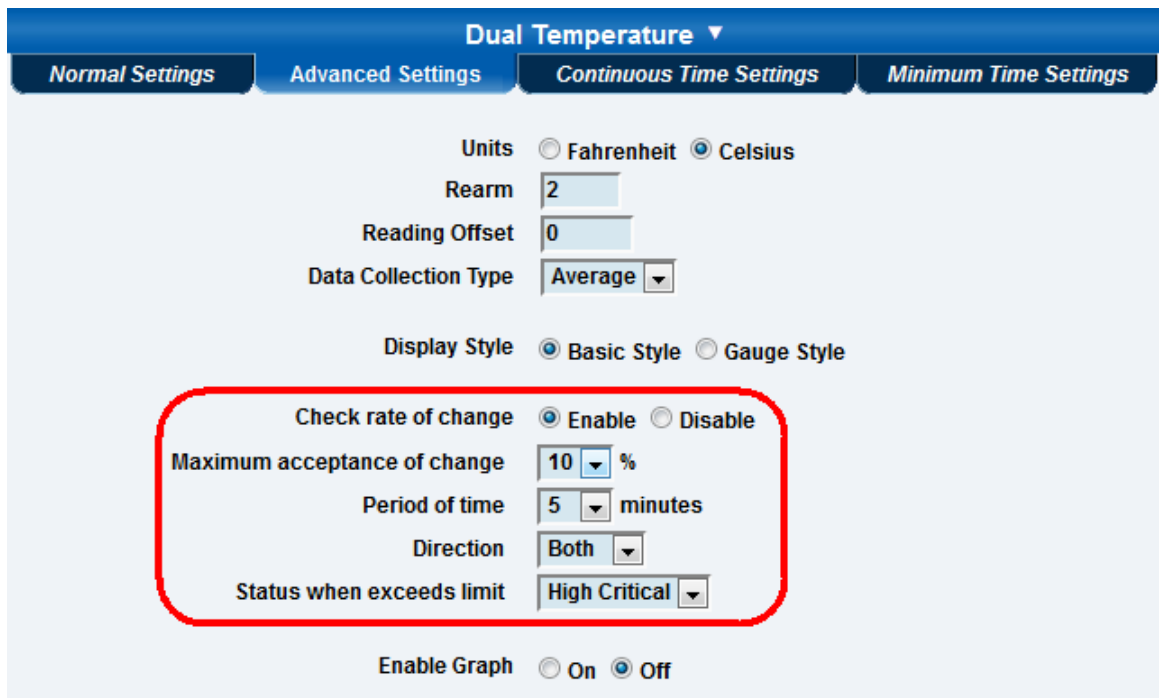 Dual Temperature ▼
Normal Settings Advanced Settings Continuous Time Settings Minimum Time Settings
Units Fahrenheit Celsius
Rearm 2
Reading Offset 0
Data Collection Type Average
Display Style Basic Style Gauge Style
Check rate of change Enable Disable
Maximum acceptance of change 10 %
Period of time 5 minutes
Direction Both
Status when exceeds limit High Critical
Enable Graph On Off